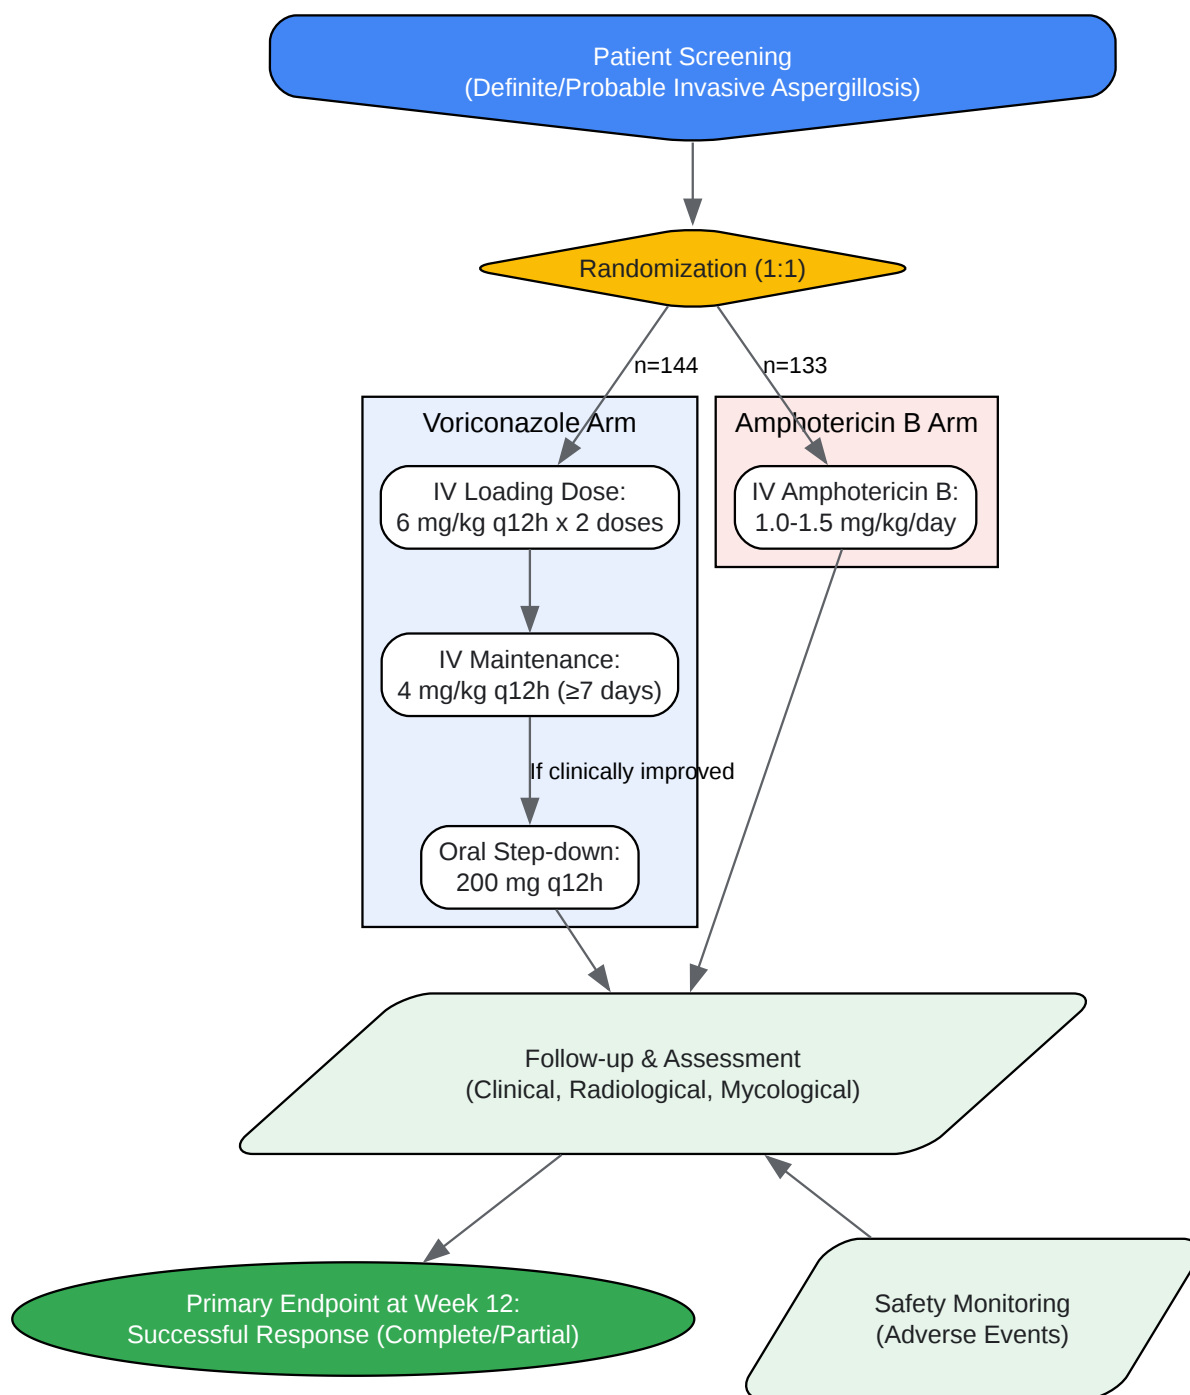 Patient Screening
(Definite/Probable Invasive Aspergillosis)
Randomization (1:1)
n=144
n=133
Voriconazole Arm
IV Loading Dose:
6 mg/kg q12h x 2 doses
IV Maintenance:
4 mg/kg q12h (≥7 days)
If clinically improved
Oral Step-down:
200 mg q12h
Amphotericin B Arm
IV Amphotericin B:
1.0-1.5 mg/kg/day
Follow-up & Assessment
(Clinical, Radiological, Mycological)
Primary Endpoint at Week 12:
Successful Response (Complete/Partial)
Safety Monitoring
(Adverse Events)